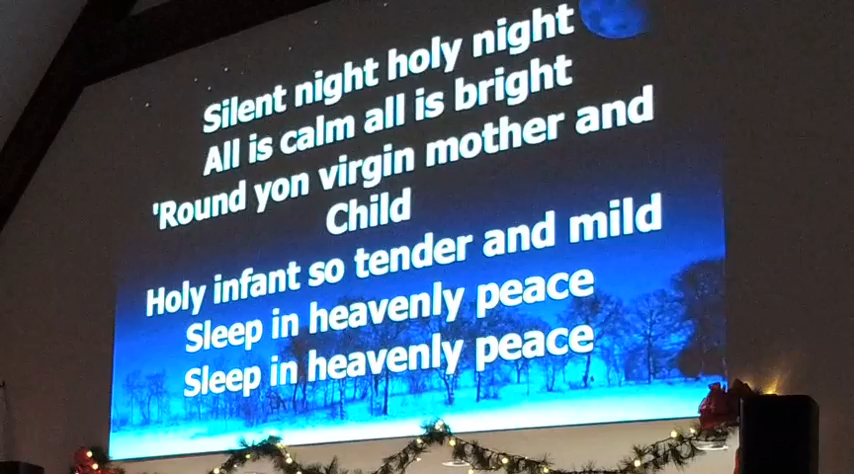 Silent night holy night
All is calm all is bright
'Round yon virgin mother and
Child
Holy infant so tender and mild
Sleep in heavenly peace
Sleep in heavenly peace